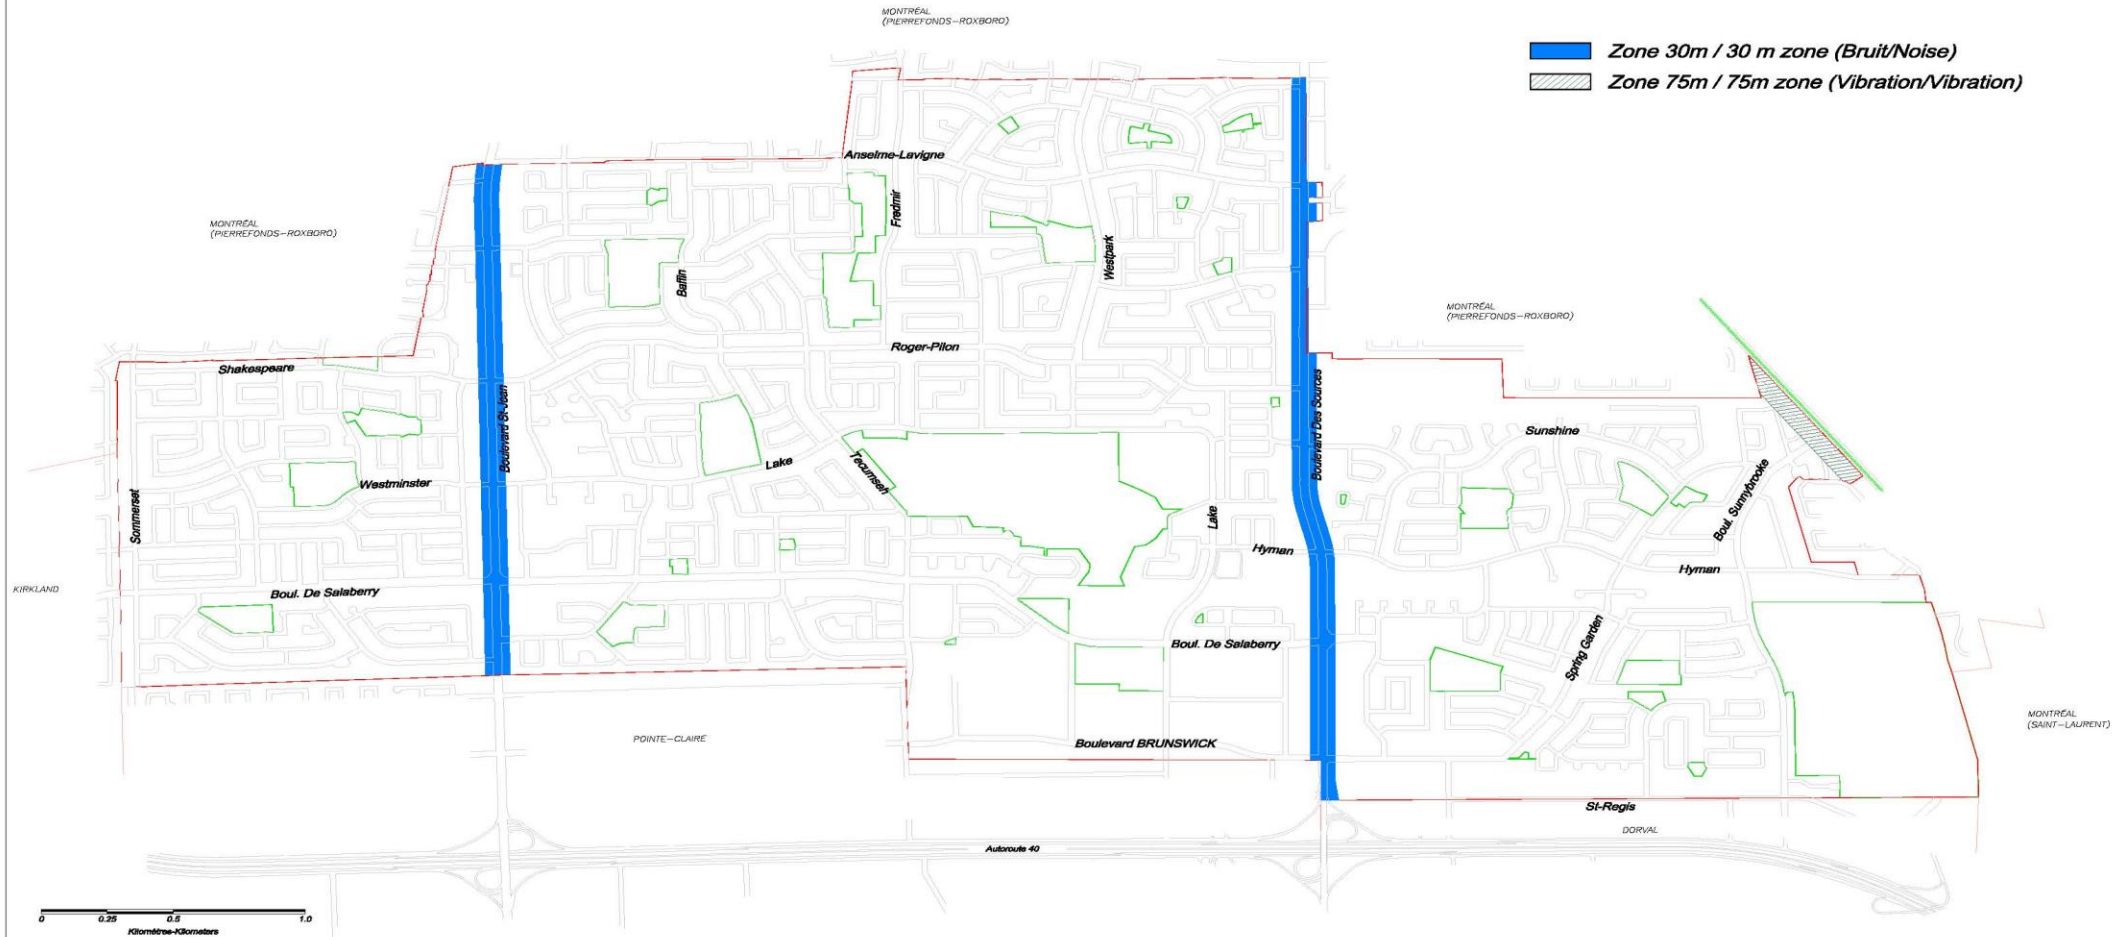 MONTRÉAL
(PIERREFONDS-ROXBORO)
Zone 30m / 30 m zone (Bruit/Noise)
Zone 75m / 75m zone (Vibration/Vibration)
Anselme-Lavigne
MONTRÉAL
(PIERREFONDS-ROXBORO)
Fredmir
Westpark
Baffin
MONTRÉAL
(PIERREFONDS-ROXBORO)
Roger-Pilon
Shakespeare
Boulevard St-Jean
Boulevard Des Sources
Sunshine
Lake
Tecumseh
Westminster
Boul. Sunnybrooke
Sommerset
Lake
Hyman
Hyman
KIRKLAND
Boul. De Salaberry
Boul. De Salaberry
Spring Garden
MONTRÉAL
(SAINT-LAURENT)
POINTE-CLAIRE
Boulevard BRUNSWICK
St-Regis
DORVAL
Autoroute 40
0 0.25 0.5 1.0
Kilomètres-Kilometers